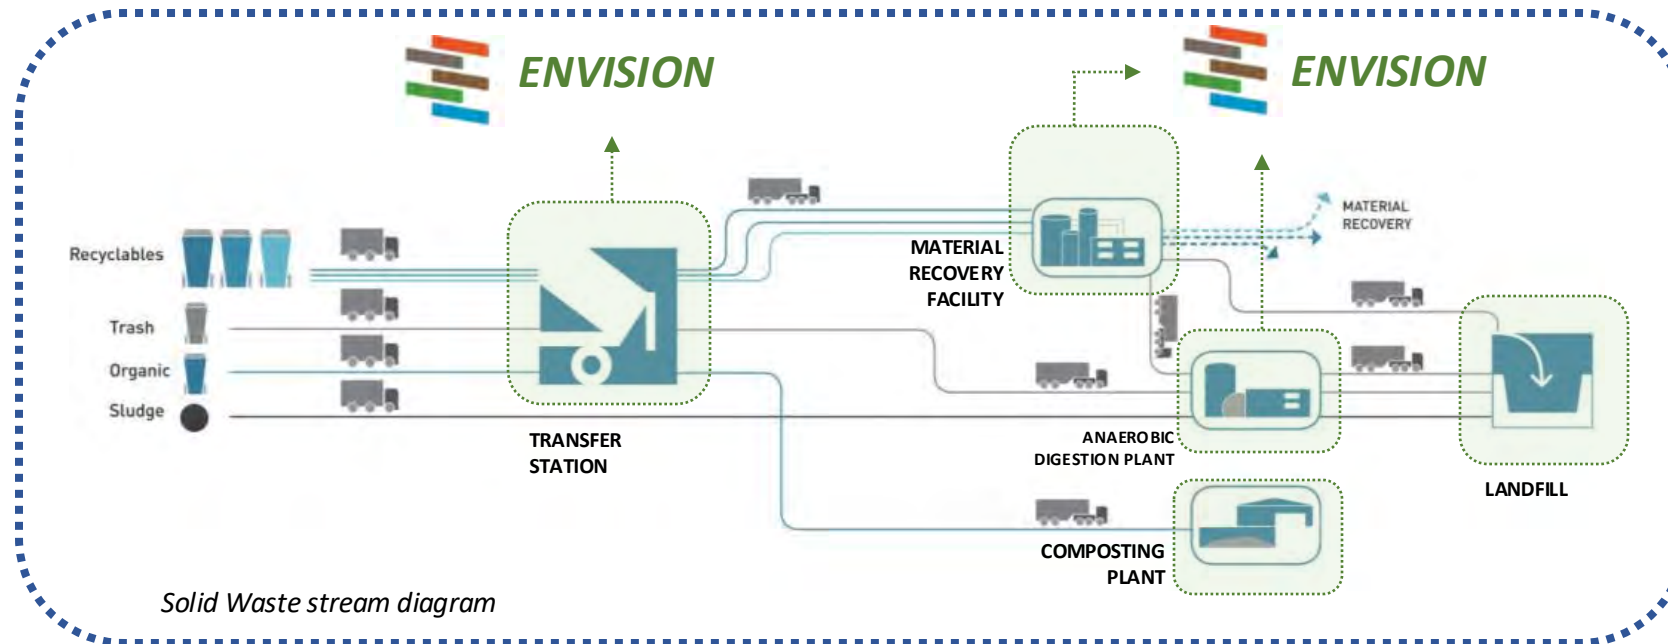 ENVISION
ENVISION
MATERIAL
RECOVERY
Recyclables
MATERIAL
RECOVERY
FACILITY
Trash
Organic
Sludge
TRANSFER
STATION
ANAEROBIC
DIGESTION PLANT
LANDFILL
COMPOSTING
PLANT
Solid Waste stream diagram